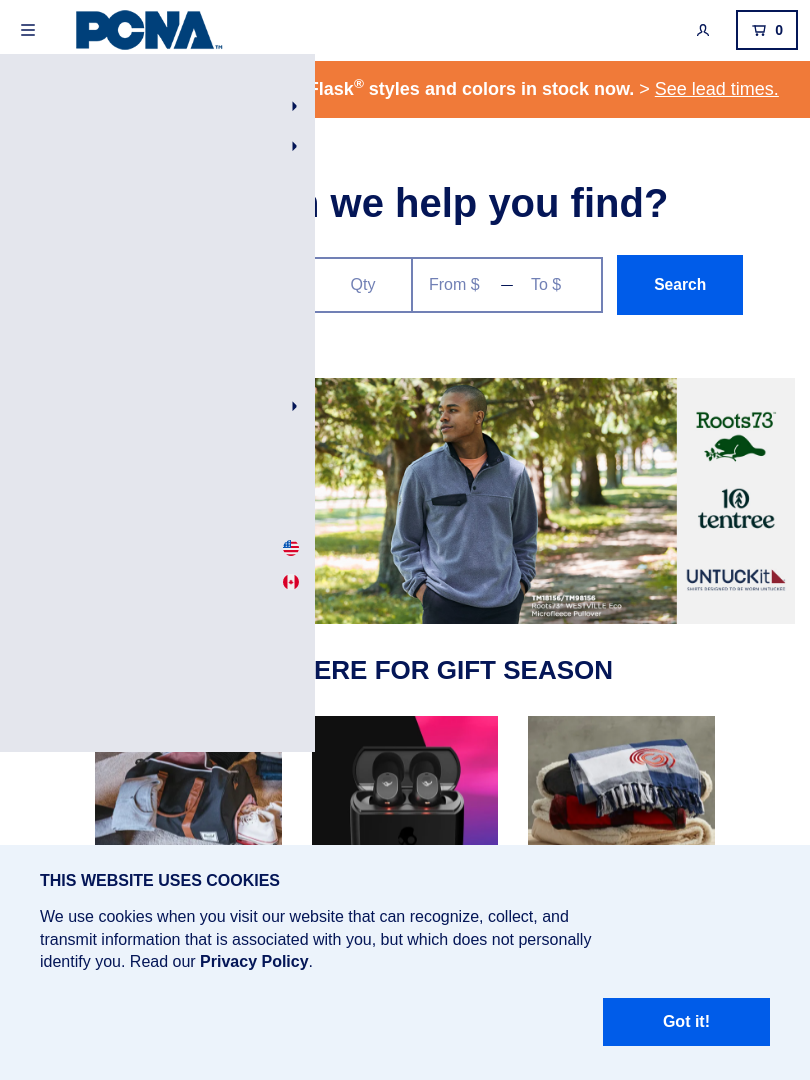 PCNA™
0
Flask® styles and colors in stock now. > See lead times.
we help you find?
Qty
From $
—
To $
Search
Roots73™
10
tentree
UNTUCKit
SHIRTS DESIGNED TO BE WORN UNTUCKED
TM18156/TM98156
Roots73® WESTVILLE Eco
Microfleece Pullover
ERE FOR GIFT SEASON
THIS WEBSITE USES COOKIES
We use cookies when you visit our website that can recognize, collect, and
transmit information that is associated with you, but which does not personally
identify you. Read our Privacy Policy.
Got it!